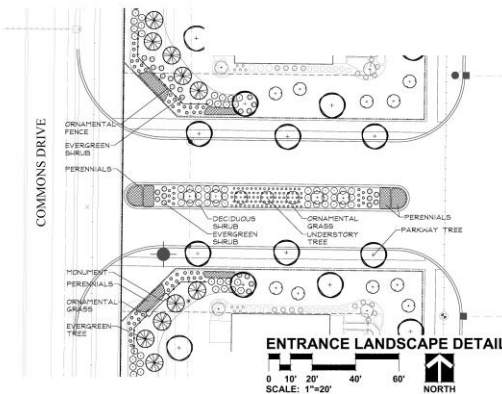 COMMONS DRIVE
ORNAMENTAL
FENCE
EVERGREEN
SHRUB
PERENNIALS
DECIDUOUS
SHRUB
EVERGREEN
SHRUB
ORNAMENTAL
GRASS
UNDERSTORY
TREE
PERENNIALS
PARKWAY TREE
MONUMENT
PERENNIALS
ORNAMENTAL
GRASS
EVERGREEN
TREE
ENTRANCE LANDSCAPE DETAIL
0 10' 20' 40' 60'
SCALE: 1"=20'
NORTH